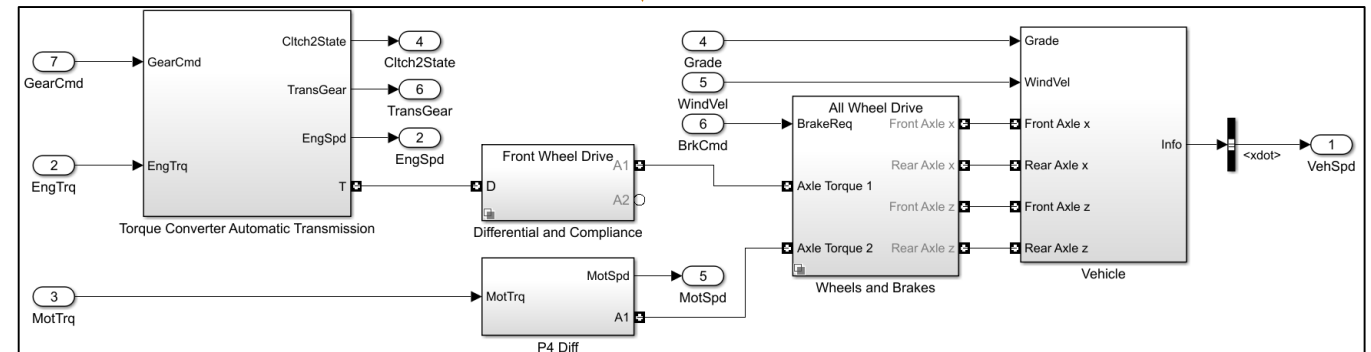 7
GearCmd
2
EngTrq
3
MotTrq
GearCmd
EngTrq
Cltch2State
TransGear
EngSpd
T
Torque Converter Automatic Transmission
4
Cltch2State
6
TransGear
2
EngSpd
Front Wheel Drive
D
A1
A2
Differential and Compliance
MotTrq
MotSpd
A1
P4 Diff
5
MotSpd
4
Grade
5
WindVel
6
BrkCmd
All Wheel Drive
BrakeReq
Front Axle x
Rear Axle x
Axle Torque 1
Front Axle z
Axle Torque 2
Rear Axle z
Wheels and Brakes
Grade
WindVel
Front Axle x
Rear Axle x
Front Axle z
Rear Axle z
Info
Vehicle
<xdot>
1
VehSpd